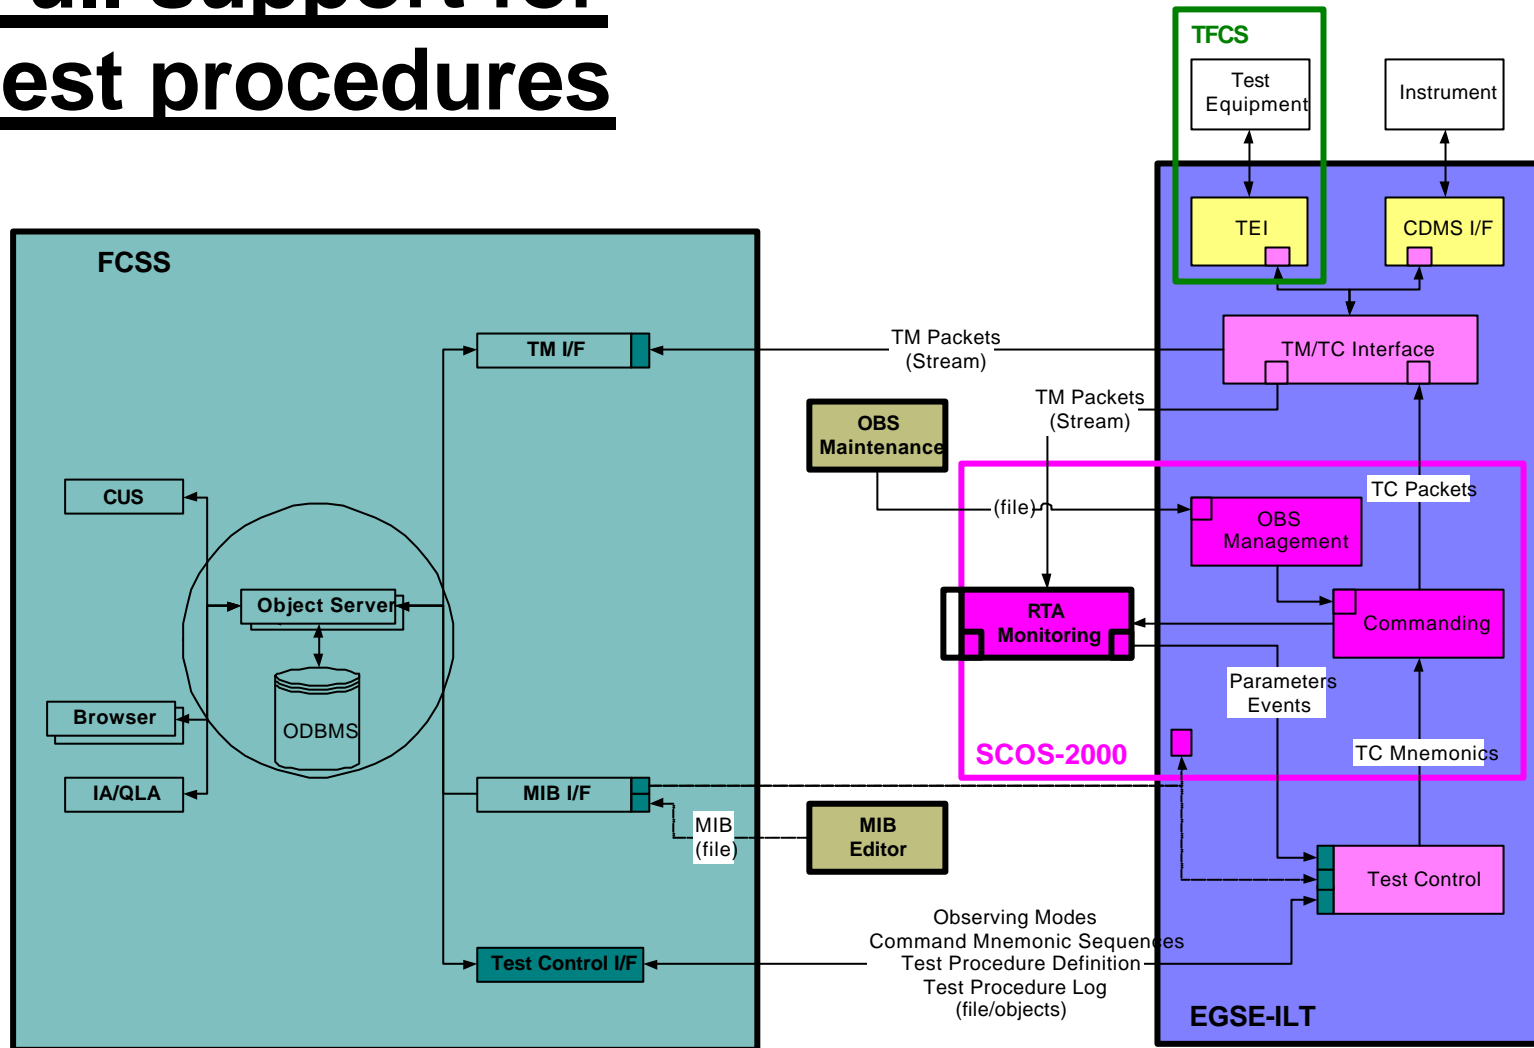 support for
est procedures
TFCS
Test
Equipment
Instrument
TEI
CDMS I/F
FCSS
TM I/F
TM Packets
(Stream)
TM/TC Interface
TM Packets
(Stream)
OBS
Maintenance
CUS
TC Packets
(file)
OBS
Management
Object Server
RTA
Monitoring
Commanding
Parameters
Events
Browser
ODBMS
SCOS-2000
TC Mnemonics
IA/QLA
MIB I/F
MIB
(file)
MIB
Editor
Test Control
Observing Modes
Command Mnemonic Sequences
Test Control I/F
Test Procedure Definition
Test Procedure Log
(file/objects)
EGSE-ILT